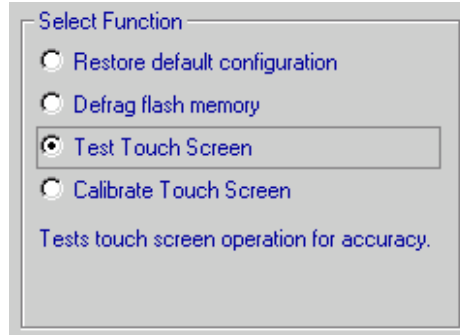 Select Function
Restore default configuration
Defrag flash memory
Test Touch Screen
Calibrate Touch Screen
Tests touch screen operation for accuracy.